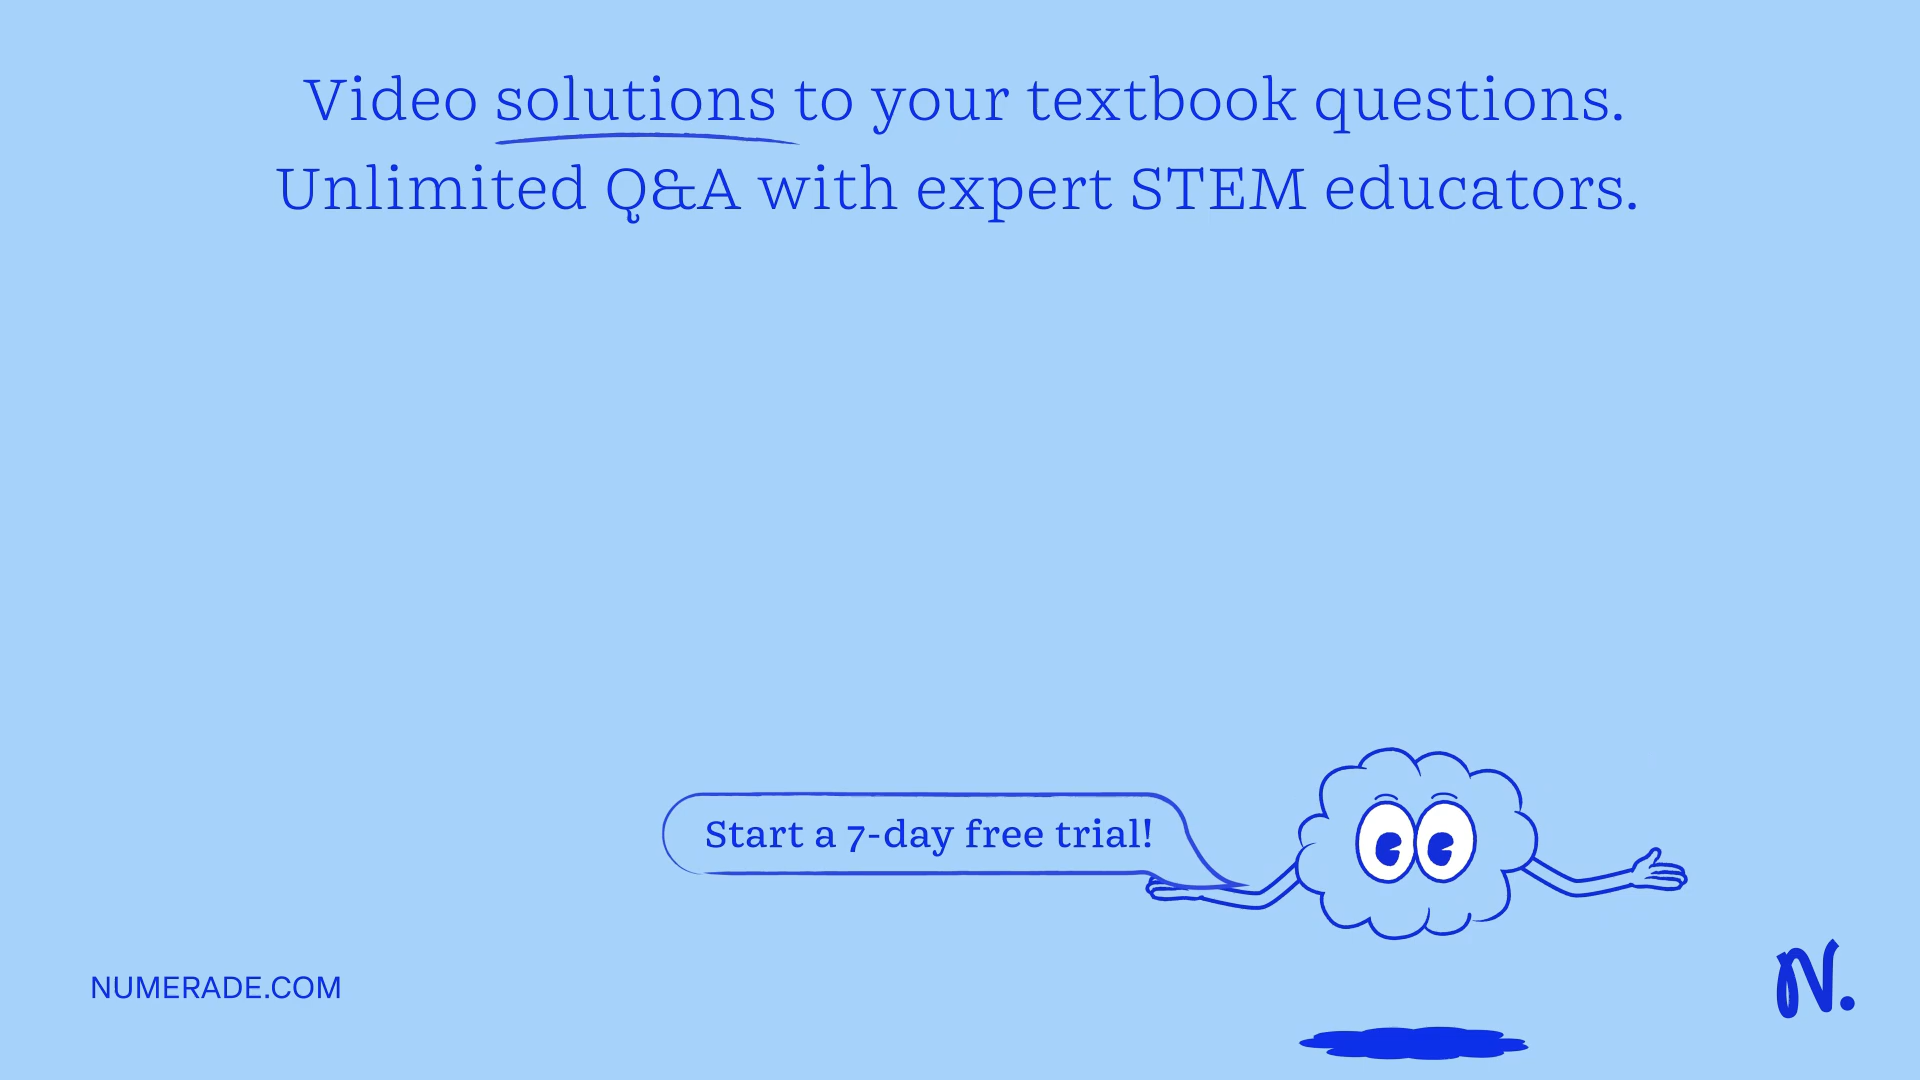 Video solutions to your textbook questions.
Unlimited Q&A with expert STEM educators.
Start a 7-day free trial!
NUMERADE.COM
N.